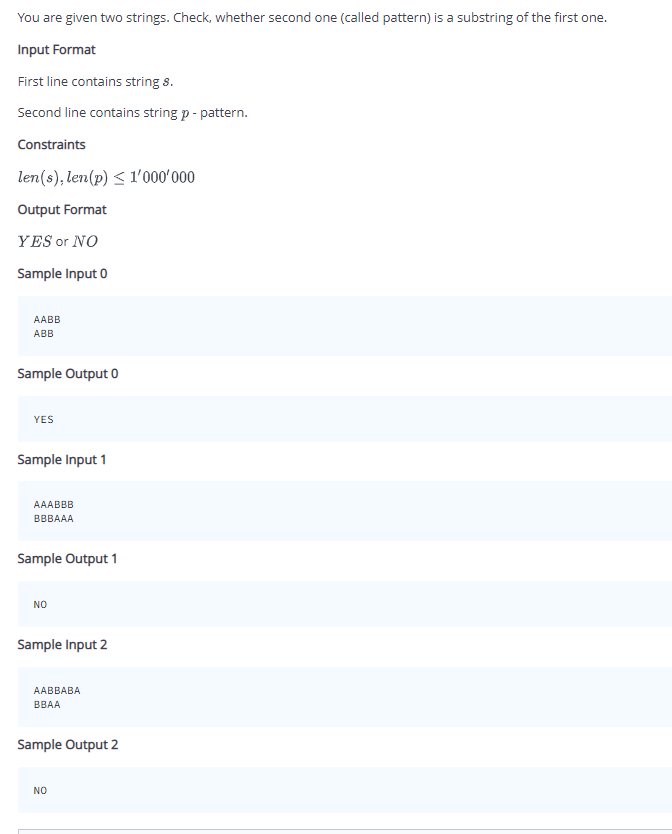 You are given two strings. Check, whether second one (called pattern) is a substring of the first one.
Input Format
First line contains string s.
Second line contains string p - pattern.
Constraints
len(s), len(p) ≤ 1'000'000
Output Format
YES or NO
Sample Input 0
AABB
ABB
Sample Output 0
YES
Sample Input 1
AAABBB
BBBAAA
Sample Output 1
NO
Sample Input 2
AABBABA
BBAA
Sample Output 2
NO